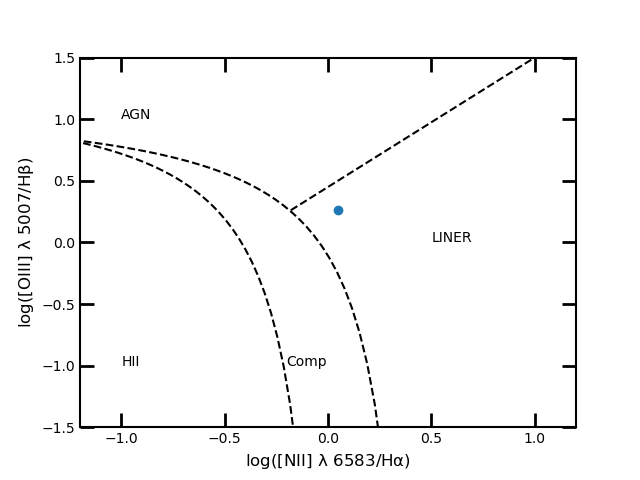 1.5
1.0
0.5
0.0
−0.5
−1.0
−1.5
log([OIII] λ 5007/Hβ)
AGN
LINER
HII
Comp
−1.0 −0.5 0.0 0.5 1.0
log([NII] λ 6583/Hα)